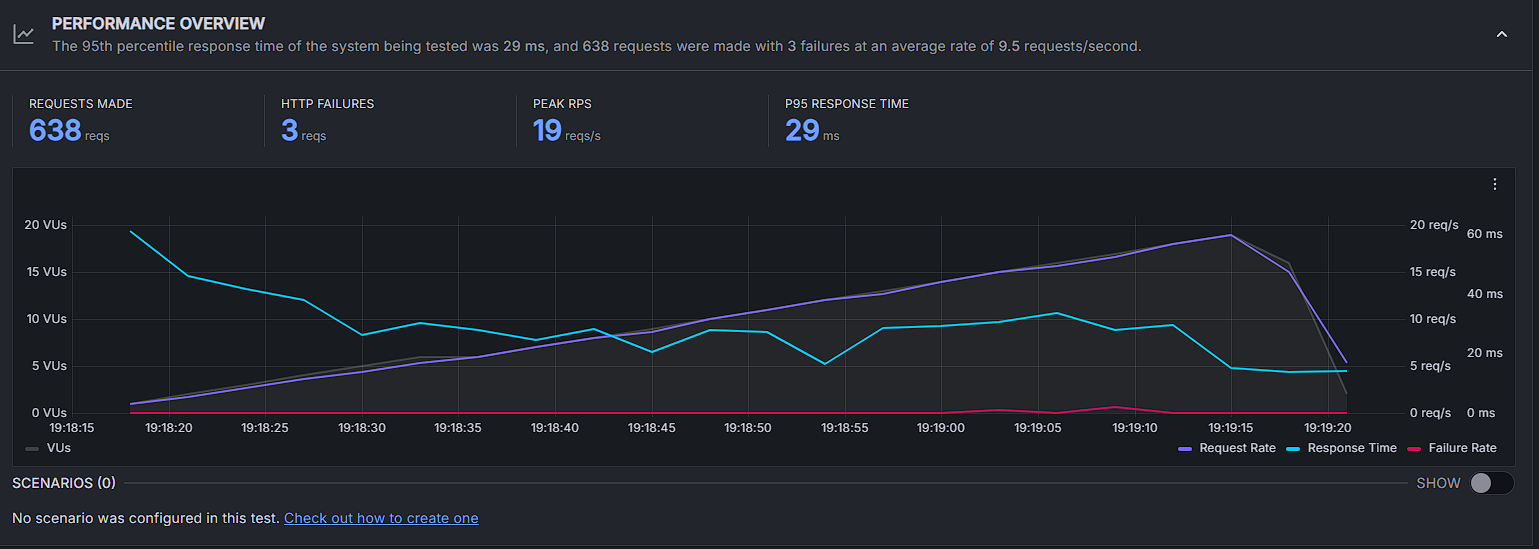 PERFORMANCE OVERVIEW
The 95th percentile response time of the system being tested was 29 ms, and 638 requests were made with 3 failures at an average rate of 9.5 requests/second.
REQUESTS MADE
638 reqs
HTTP FAILURES
3 reqs
PEAK RPS
19 reqs/s
P95 RESPONSE TIME
29 ms
20 VUs
15 VUs
10 VUs
5 VUs
0 VUs
20 req/s
15 req/s
10 req/s
5 req/s
0 req/s
60 ms
40 ms
20 ms
0 ms
19:18:15 19:18:20 19:18:25 19:18:30 19:18:35 19:18:40 19:18:45 19:18:50 19:18:55 19:19:00 19:19:05 19:19:10 19:19:15 19:19:20
VUs
Request Rate Response Time Failure Rate
SCENARIOS (0)
SHOW
No scenario was configured in this test. Check out how to create one